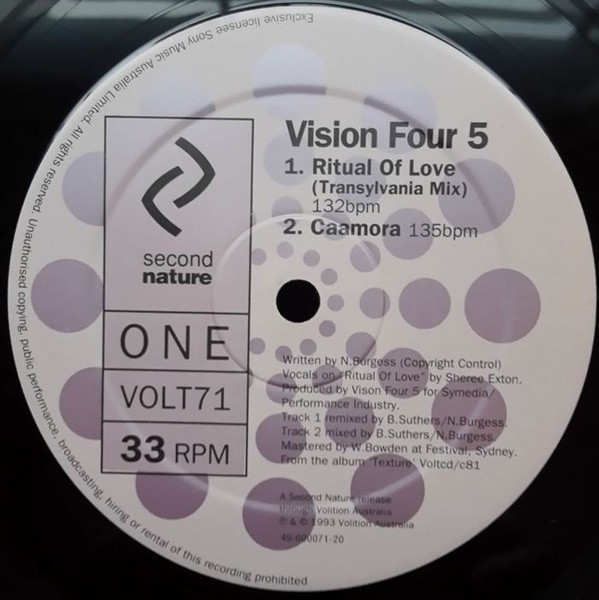 Vision Four 5
1. Ritual Of Love
(Transylvania Mix)
132bpm
2. Caamora 135bpm
second
nature
ONE
VOLT71
33 RPM
Written by N.Burgess (Copyright Control)
Vocals on "Ritual Of Love" by Sheree Exton.
Produced by Vison Four 5 for Symedia/
Performance Industry.
Track 1 remixed by B.Suthers/N.Burgess.
Track 2 mixed by B.Suthers/N.Burgess.
Mastered by W.Bowden at Festival, Sydney.
From the album 'Texture' Voltcd/c81
A Second Nature release
through Volition Australia
℗ & © 1993 Volition Australia
49-000071-20
Exclusive licensee Sony Music Australia Limited. All rights reserved. Unauthorised copying, public performance, broadcasting, hiring or rental of this recording prohibited